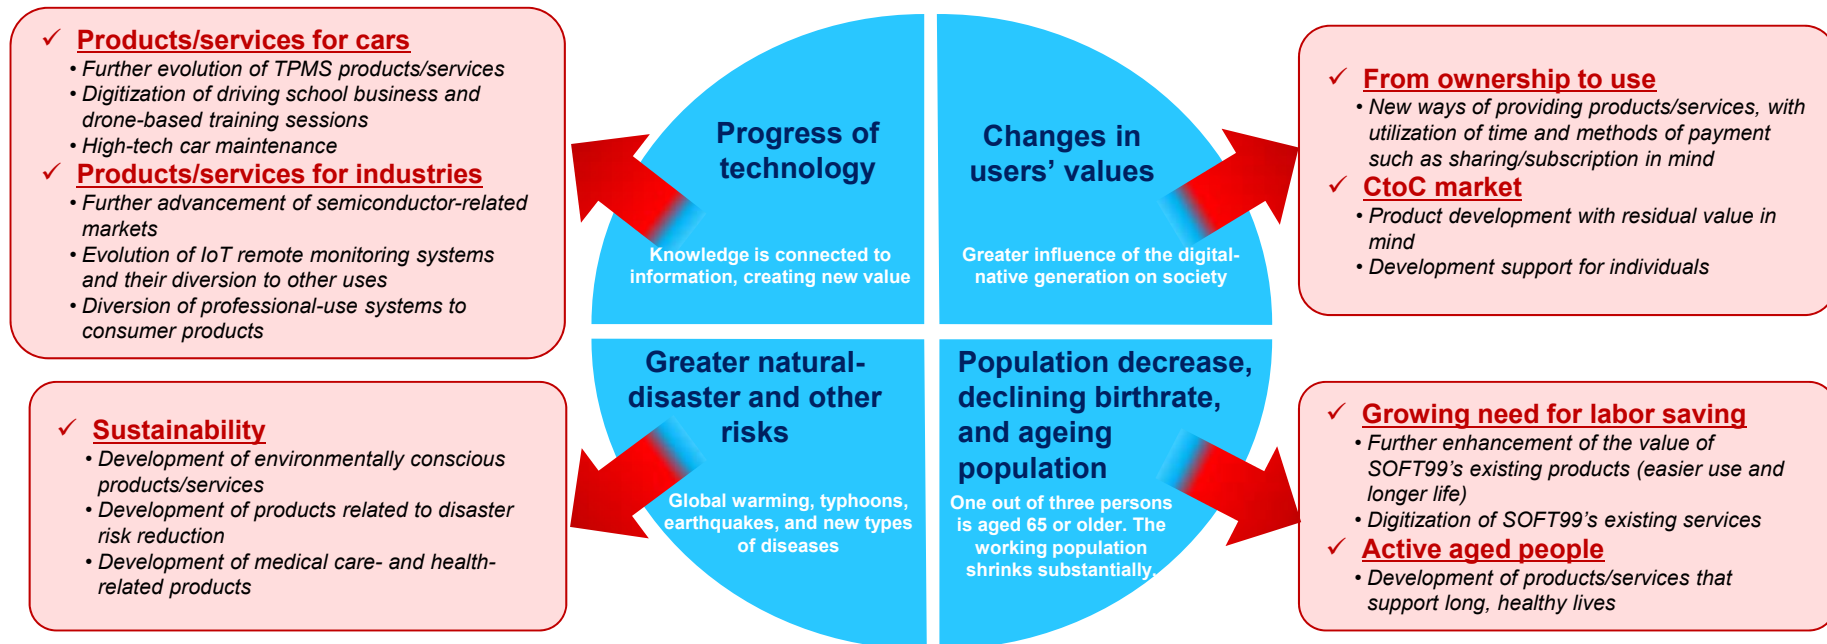 ✓ Products/services for cars
• Further evolution of TPMS products/services
• Digitization of driving school business and
drone-based training sessions
• High-tech car maintenance
✓ Products/services for industries
• Further advancement of semiconductor-related
markets
• Evolution of IoT remote monitoring systems
and their diversion to other uses
• Diversion of professional-use systems to
consumer products
Progress of
technology
Knowledge is connected to
information, creating new value
Changes in
users’ values
Greater influence of the digital-
native generation on society
✓ From ownership to use
• New ways of providing products/services, with
utilization of time and methods of payment
such as sharing/subscription in mind
✓ CtoC market
• Product development with residual value in
mind
• Development support for individuals
✓ Sustainability
• Development of environmentally conscious
products/services
• Development of products related to disaster
risk reduction
• Development of medical care- and health-
related products
Greater natural-
disaster and other
risks
Global warming, typhoons,
earthquakes, and new types
of diseases
Population decrease,
declining birthrate,
and ageing
population
One out of three persons
is aged 65 or older. The
working population
shrinks substantially.
✓ Growing need for labor saving
• Further enhancement of the value of
SOFT99’s existing products (easier use and
longer life)
• Digitization of SOFT99’s existing services
✓ Active aged people
• Development of products/services that
support long, healthy lives